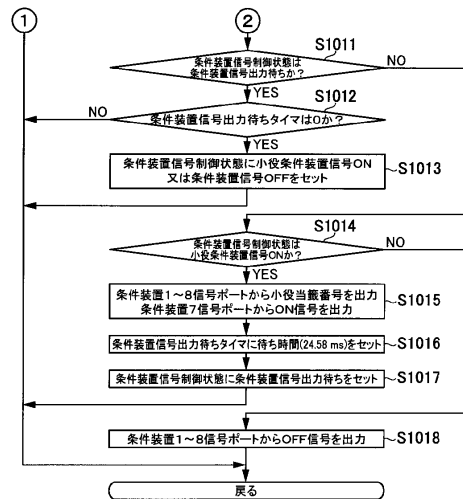 1
2
S1011
条件装置信号制御状態は
条件装置信号出力待ちか?
NO
YES
S1012
NO
条件装置信号出力待ちタイマは0か?
YES
条件装置信号制御状態に小役条件装置信号ON
又は条件装置信号OFFをセット
S1013
S1014
条件装置信号制御状態は
小役条件装置信号ONか?
NO
YES
条件装置1~8信号ポートから小役当籤番号を出力
条件装置7信号ポートからON信号を出力
S1015
条件装置信号出力待ちタイマに待ち時間(24.58 ms)をセット
S1016
条件装置信号制御状態に条件装置信号出力待ちをセット
S1017
条件装置1~8信号ポートからOFF信号を出力
S1018
戻る